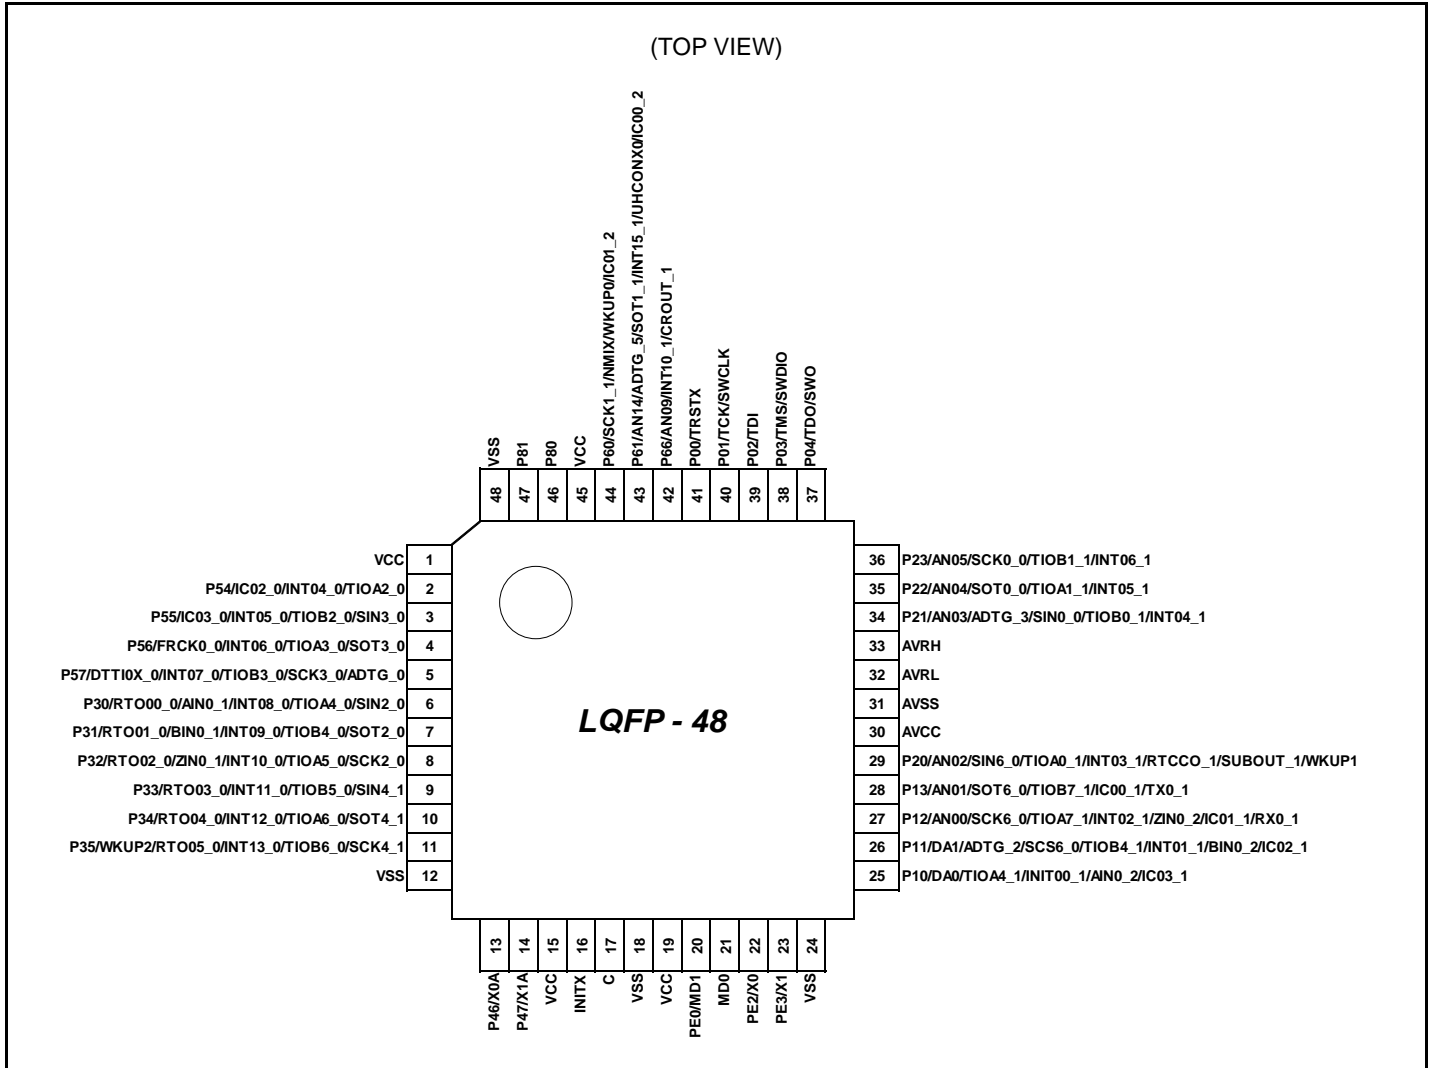 (TOP VIEW)
VSS
P81
P80
VCC
P60/SCK1_1/NMIX/WKUP0/IC01_2
P61/AN14/ADTG_5/SOT1_1/INT15_1/UHCONX0/IC00_2
P66/AN09/INT10_1/CROUT_1
P00/TRSTX
P01/TCK/SWCLK
P02/TDI
P03/TMS/SWDIO
P04/TDO/SWO
48 47 46 45 44 43 42 41 40 39 38 37
VCC 1
P54/IC02_0/INT04_0/TIOA2_0 2
P55/IC03_0/INT05_0/TIOB2_0/SIN3_0 3
P56/FRCK0_0/INT06_0/TIOA3_0/SOT3_0 4
P57/DTTI0X_0/INT07_0/TIOB3_0/SCK3_0/ADTG_0 5
P30/RTO00_0/AIN0_1/INT08_0/TIOA4_0/SIN2_0 6
P31/RTO01_0/BIN0_1/INT09_0/TIOB4_0/SOT2_0 7
P32/RTO02_0/ZIN0_1/INT10_0/TIOA5_0/SCK2_0 8
P33/RTO03_0/INT11_0/TIOB5_0/SIN4_1 9
P34/RTO04_0/INT12_0/TIOA6_0/SOT4_1 10
P35/WKUP2/RTO05_0/INT13_0/TIOB6_0/SCK4_1 11
VSS 12
LQFP - 48
36 P23/AN05/SCK0_0/TIOB1_1/INT06_1
35 P22/AN04/SOT0_0/TIOA1_1/INT05_1
34 P21/AN03/ADTG_3/SIN0_0/TIOB0_1/INT04_1
33 AVRH
32 AVRL
31 AVSS
30 AVCC
29 P20/AN02/SIN6_0/TIOA0_1/INT03_1/RTCCO_1/SUBOUT_1/WKUP1
28 P13/AN01/SOT6_0/TIOB7_1/IC00_1/TX0_1
27 P12/AN00/SCK6_0/TIOA7_1/INT02_1/ZIN0_2/IC01_1/RX0_1
26 P11/DA1/ADTG_2/SCS6_0/TIOB4_1/INT01_1/BIN0_2/IC02_1
25 P10/DA0/TIOA4_1/INIT00_1/AIN0_2/IC03_1
13 14 15 16 17 18 19 20 21 22 23 24
P46/X0A
P47/X1A
VCC
INITX
C
VSS
VCC
PE0/MD1
MD0
PE2/X0
PE3/X1
VSS